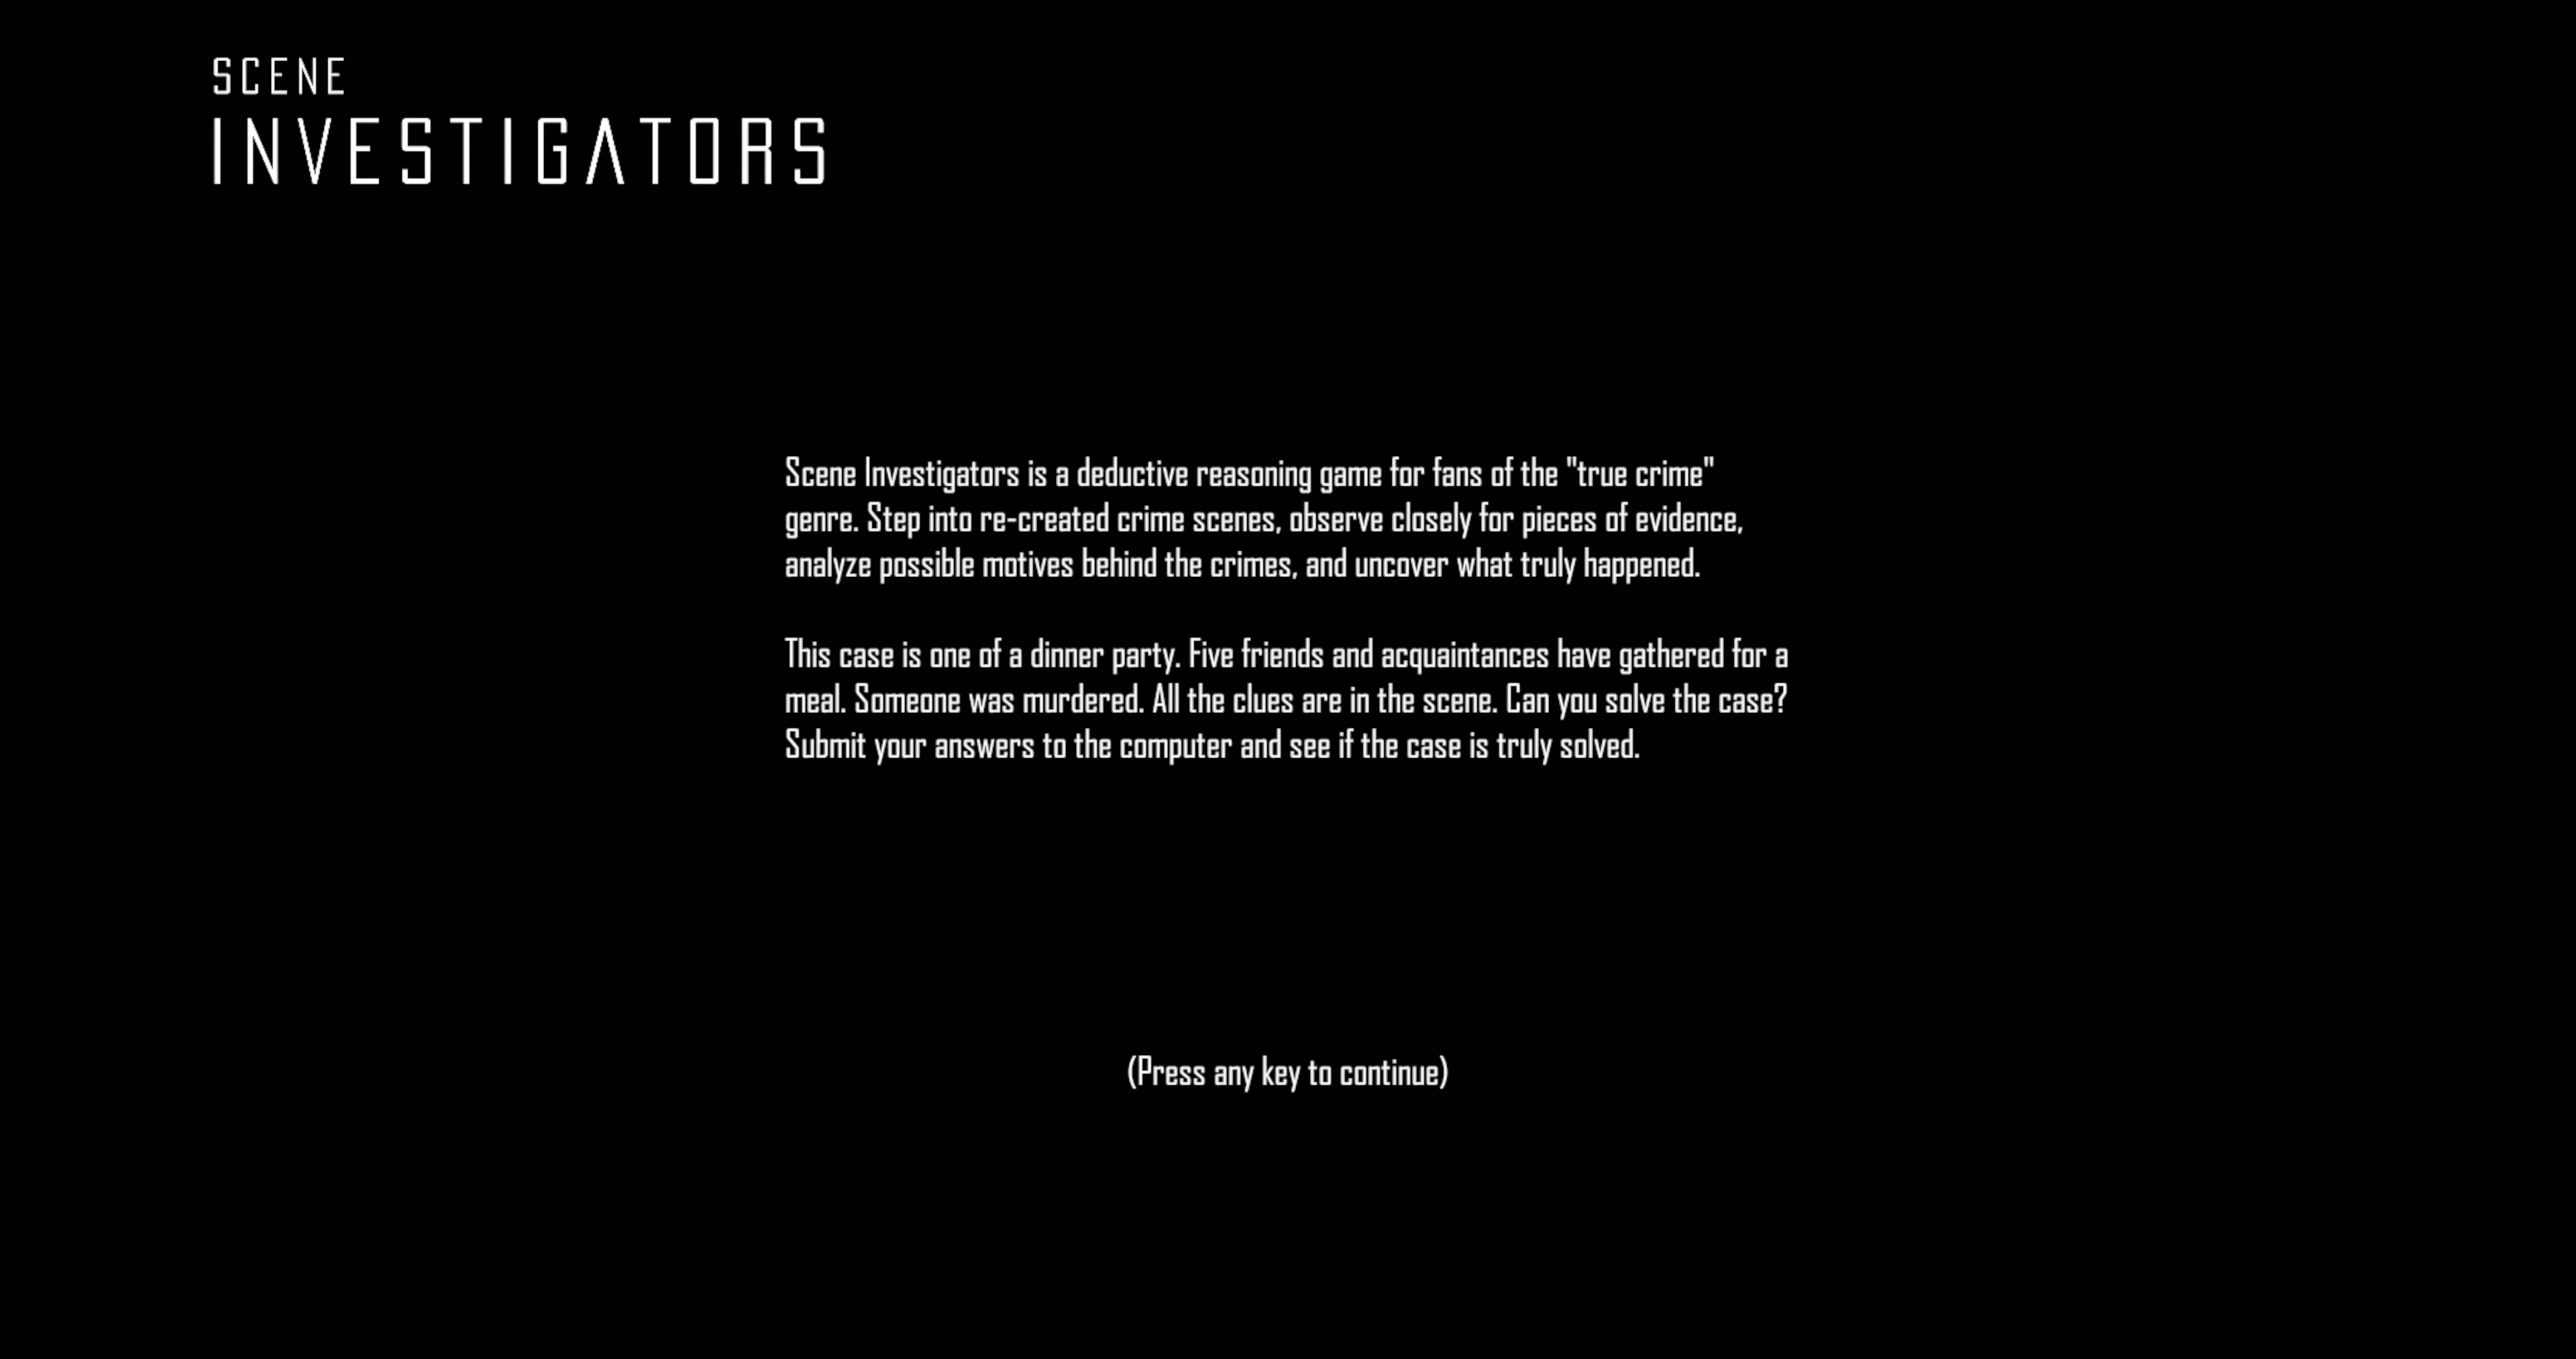 SCENE
INVESTIGATORS
Scene Investigators is a deductive reasoning game for fans of the "true crime"
genre. Step into re-created crime scenes, observe closely for pieces of evidence,
analyze possible motives behind the crimes, and uncover what truly happened.
This case is one of a dinner party. Five friends and acquaintances have gathered for a
meal. Someone was murdered. All the clues are in the scene. Can you solve the case?
Submit your answers to the computer and see if the case is truly solved.
(Press any key to continue)